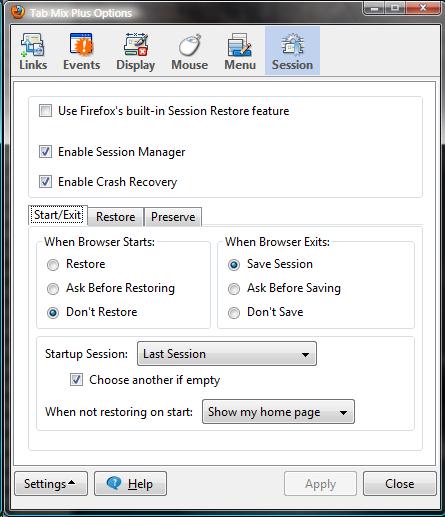 Tab Mix Plus Options
Links Events Display Mouse Menu Session
Use Firefox's built-in Session Restore feature
Enable Session Manager
Enable Crash Recovery
Start/Exit Restore Preserve
When Browser Starts:
Restore
Ask Before Restoring
Don't Restore
When Browser Exits:
Save Session
Ask Before Saving
Don't Save
Startup Session: Last Session
Choose another if empty
When not restoring on start: Show my home page
Settings Help Apply Close